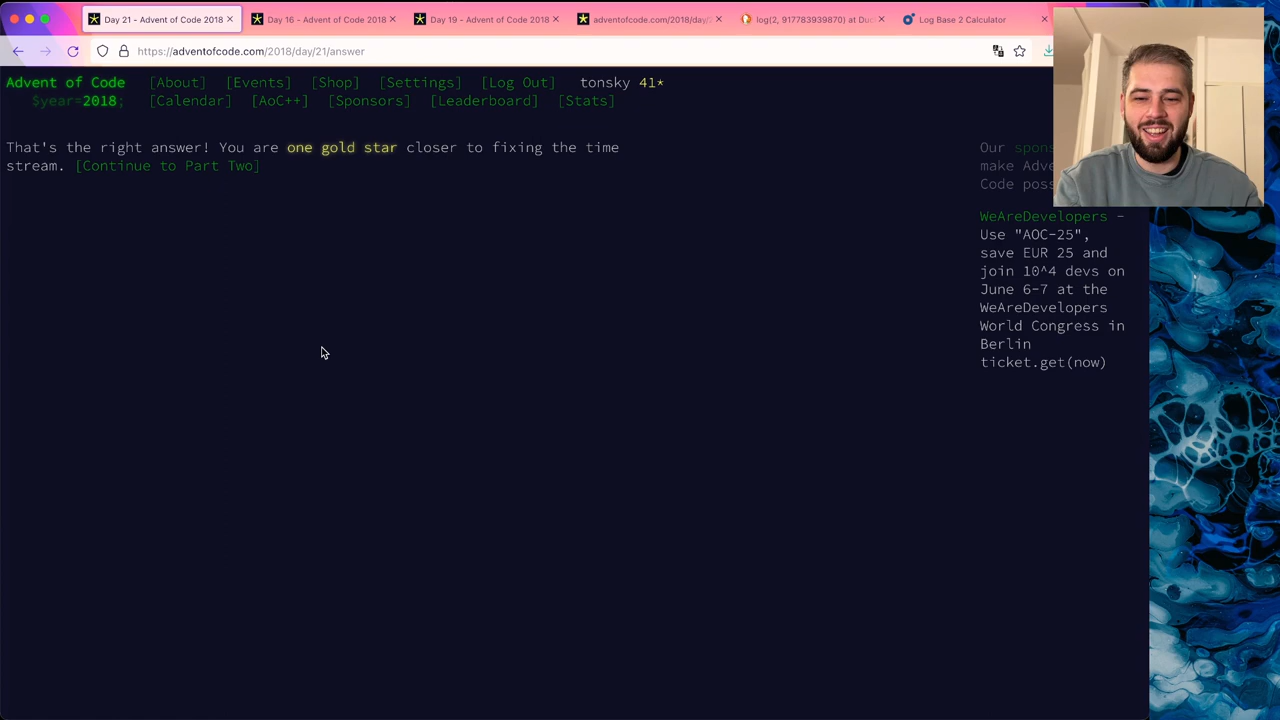 Day 21 - Advent of Code 2018
Day 16 - Advent of Code 2018
Day 19 - Advent of Code 2018
adventofcode.com/2018/day/
log(2, 917783939870) at Du
Log Base 2 Calculator
https://adventofcode.com/2018/day/21/answer
Advent of Code [About] [Events] [Shop] [Settings] [Log Out] tonsky 41*
$year=2018; [Calendar] [AoC++] [Sponsors] [Leaderboard] [Stats]
That's the right answer! You are one gold star closer to fixing the time
stream. [Continue to Part Two]
Our spons
make Adve
Code poss
WeAreDevelopers -
Use "AOC-25",
save EUR 25 and
join 10^4 devs on
June 6-7 at the
WeAreDevelopers
World Congress in
Berlin
ticket.get(now)